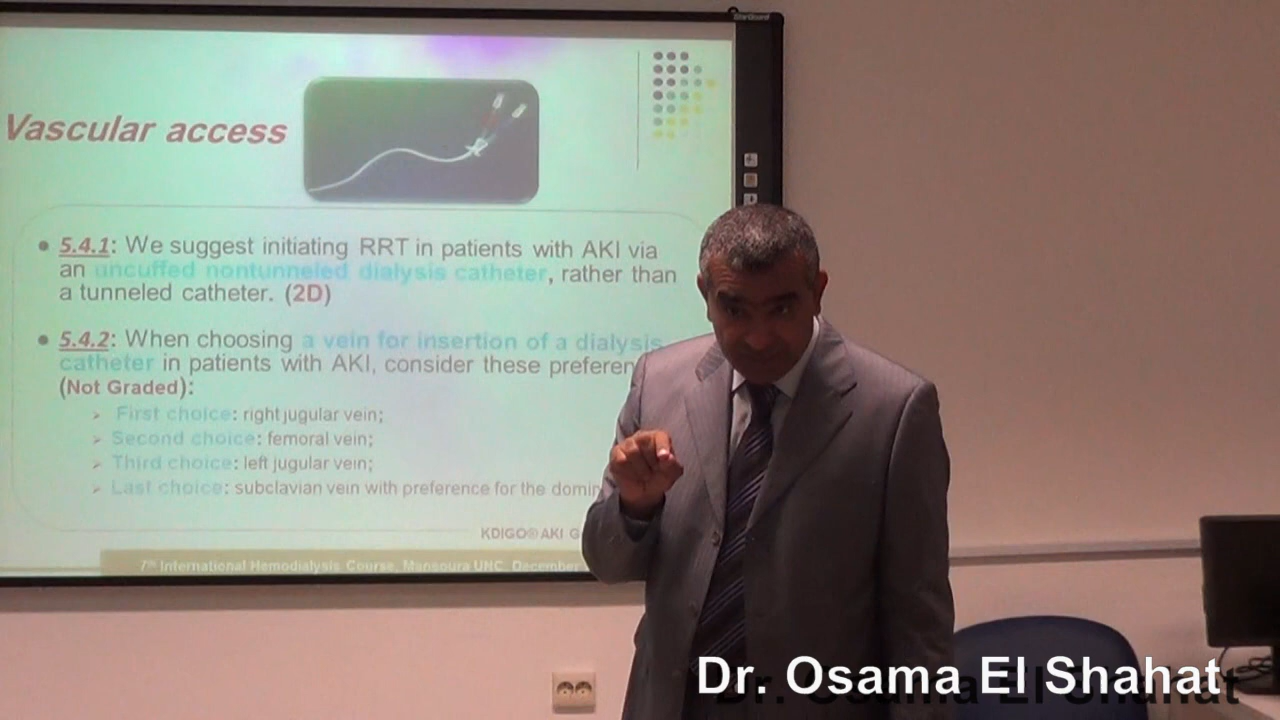 StarBoard
Vascular access
• 5.4.1: We suggest initiating RRT in patients with AKI via
an uncuffed nontunneled dialysis catheter, rather than
a tunneled catheter. (2D)
• 5.4.2: When choosing a vein for insertion of a dialysis
catheter in patients with AKI, consider these preferen
(Not Graded):
➢ First choice: right jugular vein;
➢ Second choice: femoral vein;
➢ Third choice: left jugular vein;
➢ Last choice: subclavian vein with preference for the domin
KDIGO® AKI G
7th International Hemodialysis Course, Mansoura UNC, December
Dr. Osama El Shahat